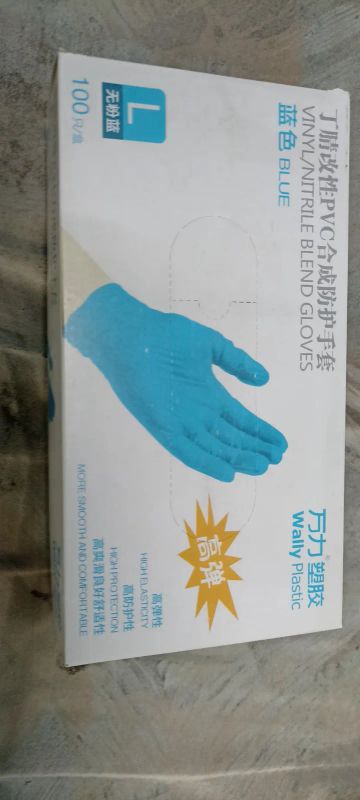 万力®塑胶
Wally Plastic
丁腈改性PVC合成防护手套
VINYL/NITRILE BLEND GLOVES
蓝色 BLUE
L
无粉蓝
100只/盒
高弹
高弹性
HIGH ELASTICITY
高防护性
HIGH PROTECTION
高爽滑良好舒适性
MORE SMOOTH AND COMFORTABLE